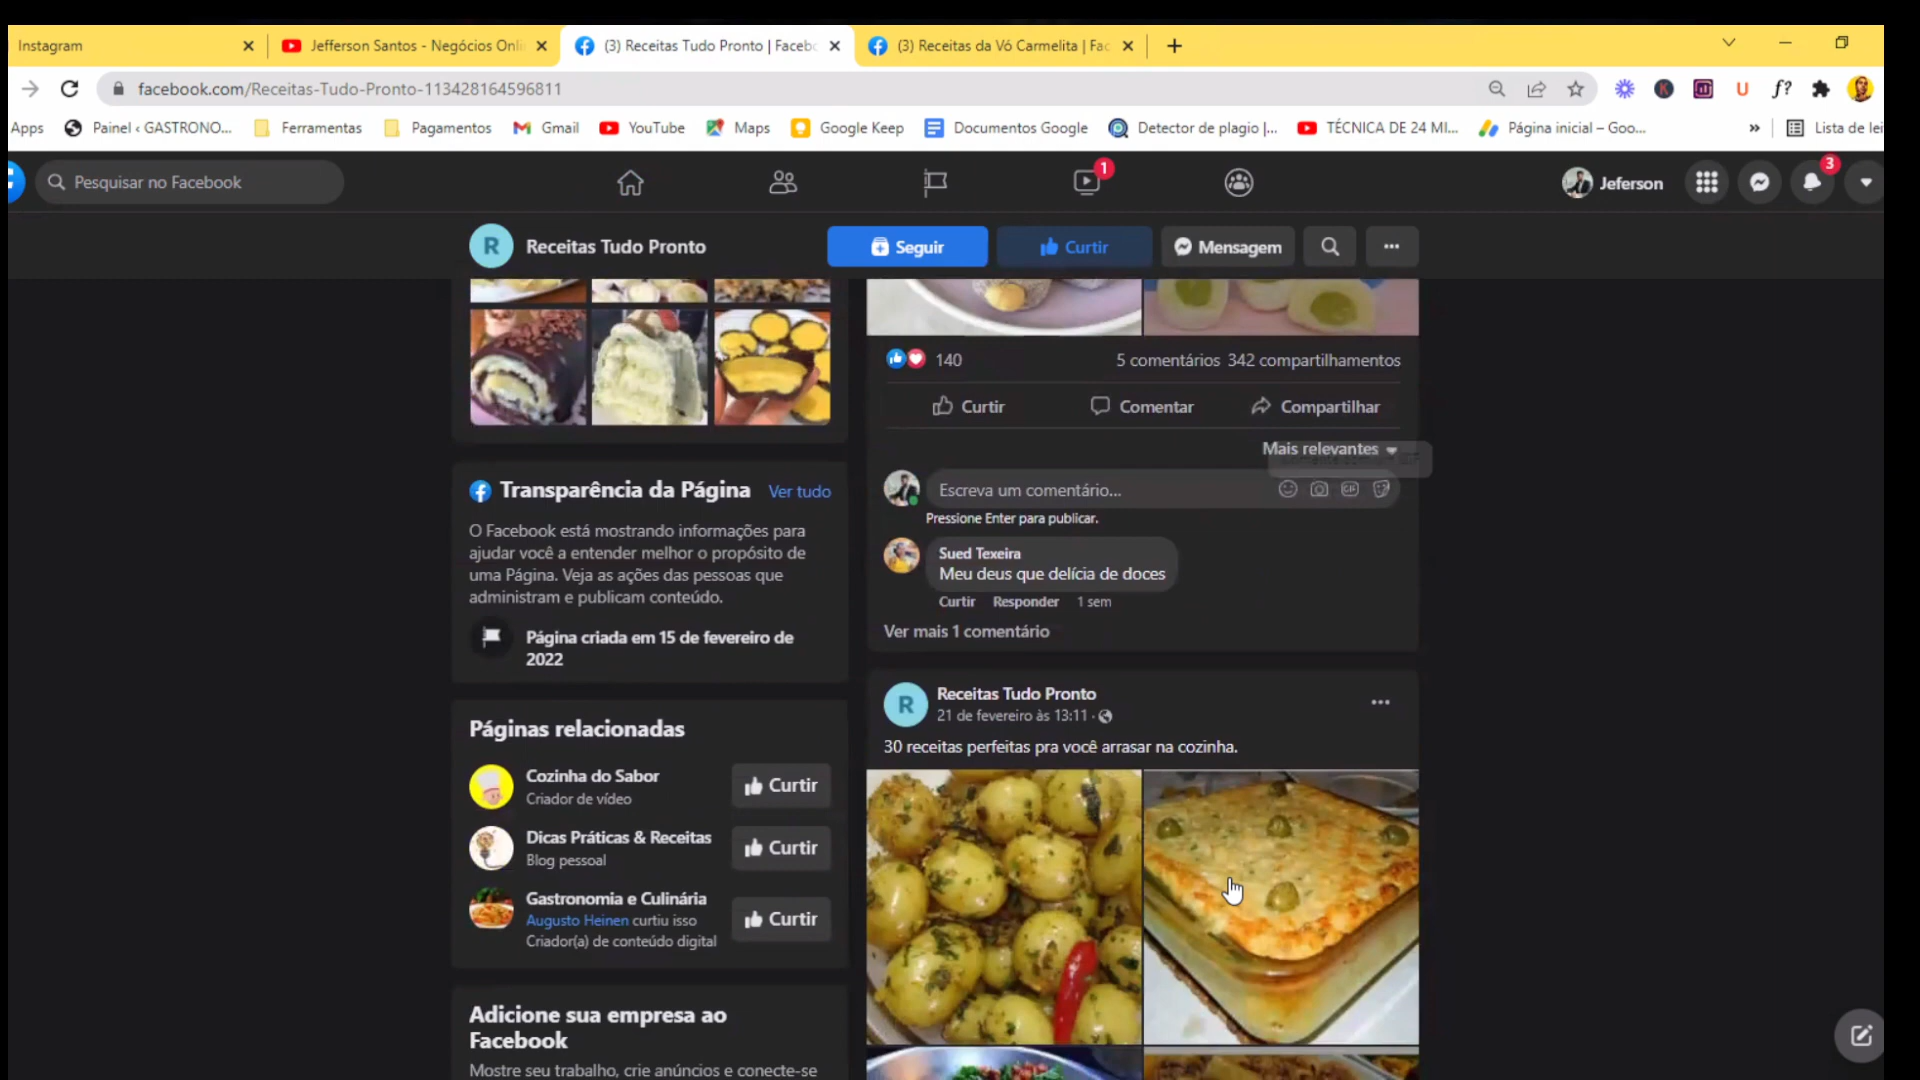 Instagram
Jefferson Santos - Negócios Onli
(3) Receitas Tudo Pronto | Facebo
(3) Receitas da Vó Carmelita | Fac
facebook.com/Receitas-Tudo-Pronto-113428164596811
f?
Apps
Painel ‹ GASTRONO...
Ferramentas
Pagamentos
Gmail
YouTube
Maps
Google Keep
Documentos Google
Detector de plagio |...
TÉCNICA DE 24 MI...
Página inicial – Goo...
»
Lista de lei
Pesquisar no Facebook
1
Jeferson
3
R
Receitas Tudo Pronto
Seguir
Curtir
Mensagem
140
5 comentários 342 compartilhamentos
Curtir
Comentar
Compartilhar
Mais relevantes
Escreva um comentário...
GIF
Pressione Enter para publicar.
Sued Texeira
Meu deus que delícia de doces
Curtir Responder 1 sem
Ver mais 1 comentário
Transparência da Página
Ver tudo
O Facebook está mostrando informações para
ajudar você a entender melhor o propósito de
uma Página. Veja as ações das pessoas que
administram e publicam conteúdo.
Página criada em 15 de fevereiro de
2022
Páginas relacionadas
Cozinha do Sabor
Criador de vídeo
Curtir
Dicas Práticas & Receitas
Blog pessoal
Curtir
Gastronomia e Culinária
Augusto Heinen curtiu isso
Criador(a) de conteúdo digital
Curtir
Adicione sua empresa ao
Facebook
Mostre seu trabalho, crie anúncios e conecte-se
R
Receitas Tudo Pronto
21 de fevereiro às 13:11 ·
30 receitas perfeitas pra você arrasar na cozinha.